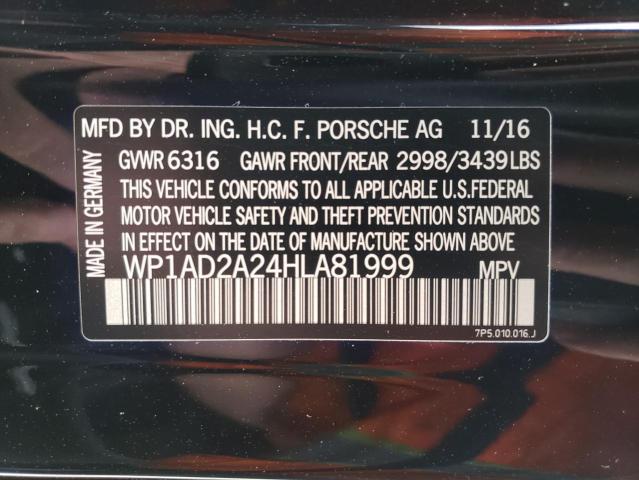 MFD BY DR. ING. H.C. F. PORSCHE AG 11/16
GVWR 6316 GAWR FRONT/REAR 2998/3439 LBS
THIS VEHICLE CONFORMS TO ALL APPLICABLE U.S. FEDERAL
MOTOR VEHICLE SAFETY AND THEFT PREVENTION STANDARDS
IN EFFECT ON THE DATE OF MANUFACTURE SHOWN ABOVE
WP1AD2A24HLA81999 MPV
7P5.010.016.J
MADE IN GERMANY